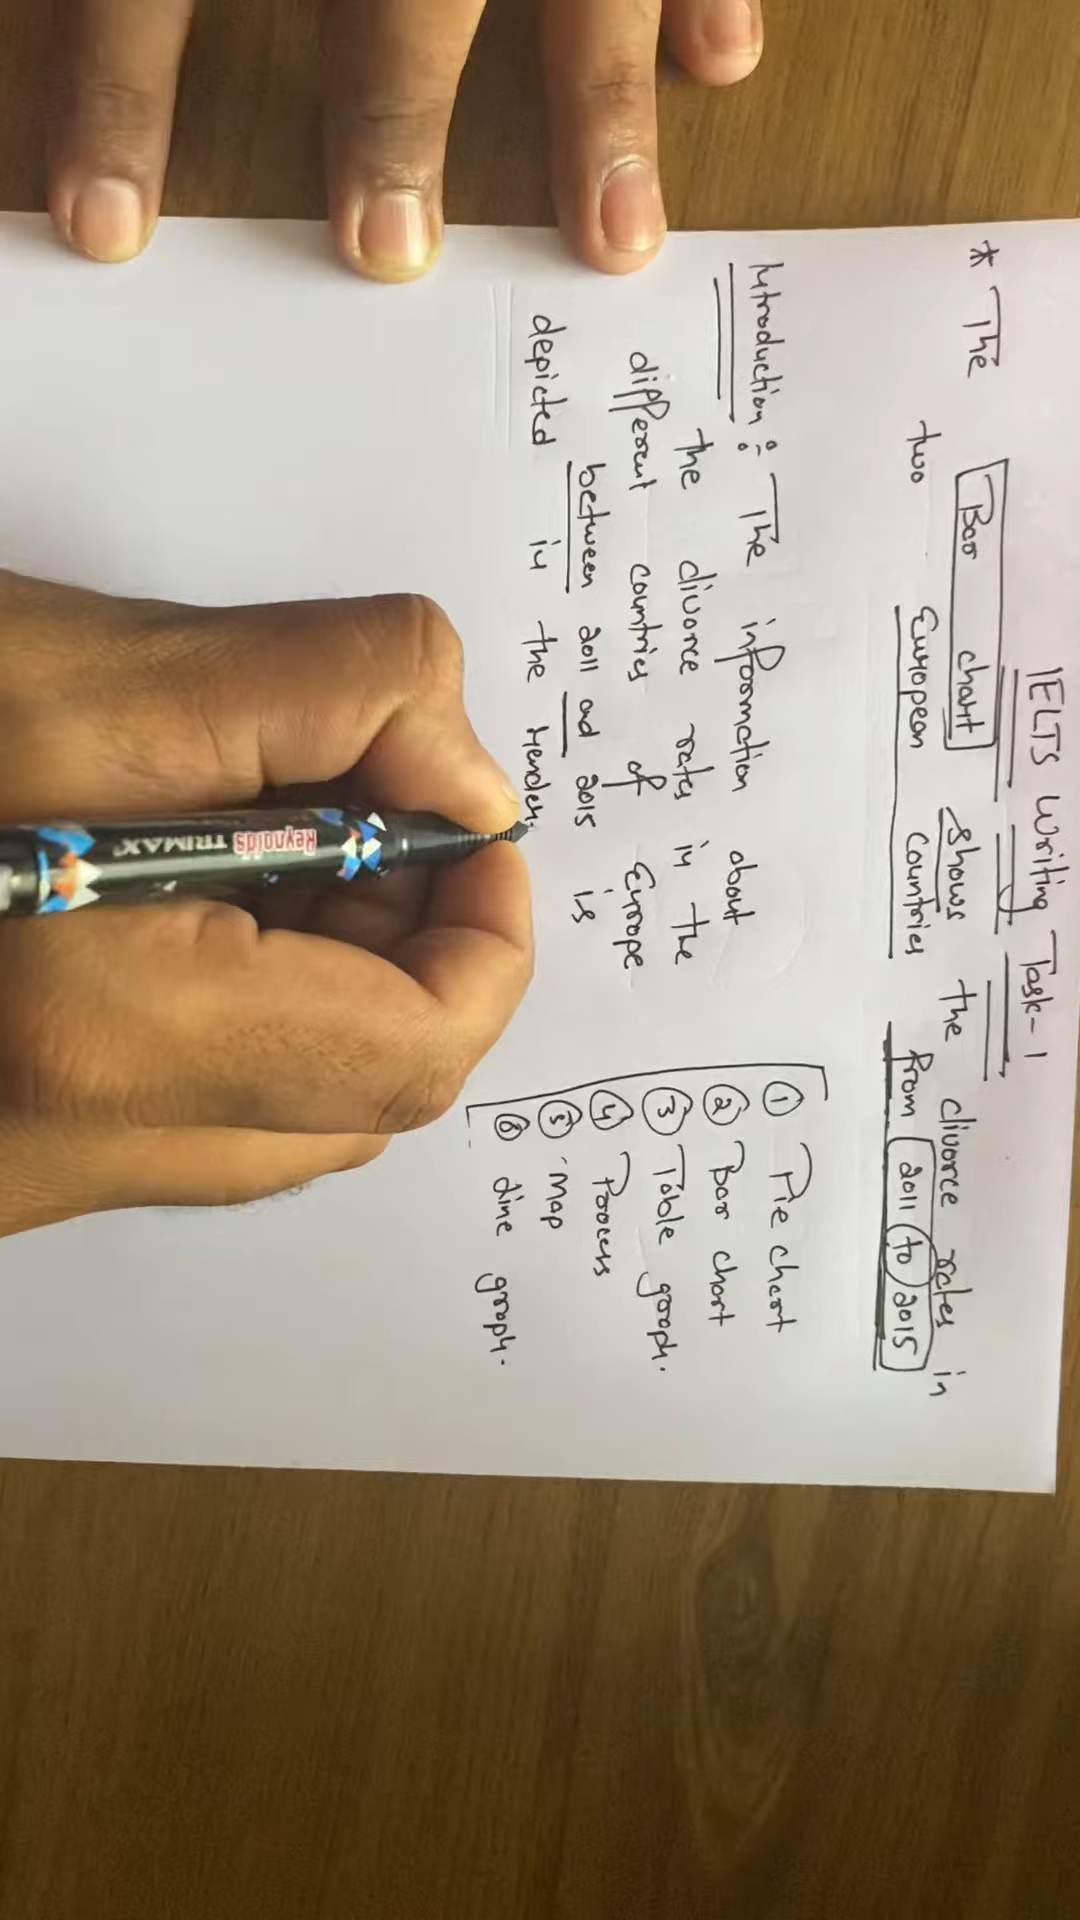 IELTS Writing Task-1
* The Bar chart shows the divorce rates in
two European countries from 2011 to 2015
Introduction : The information about
the divorce rates in the
different countries of Europe
between 2011 and 2015 is
depicted in the render.
① Pie chart
② Bar chart
③ Table graph.
④ Process
⑤ Map
⑥ Line graph.
Reynolds TRIMAX